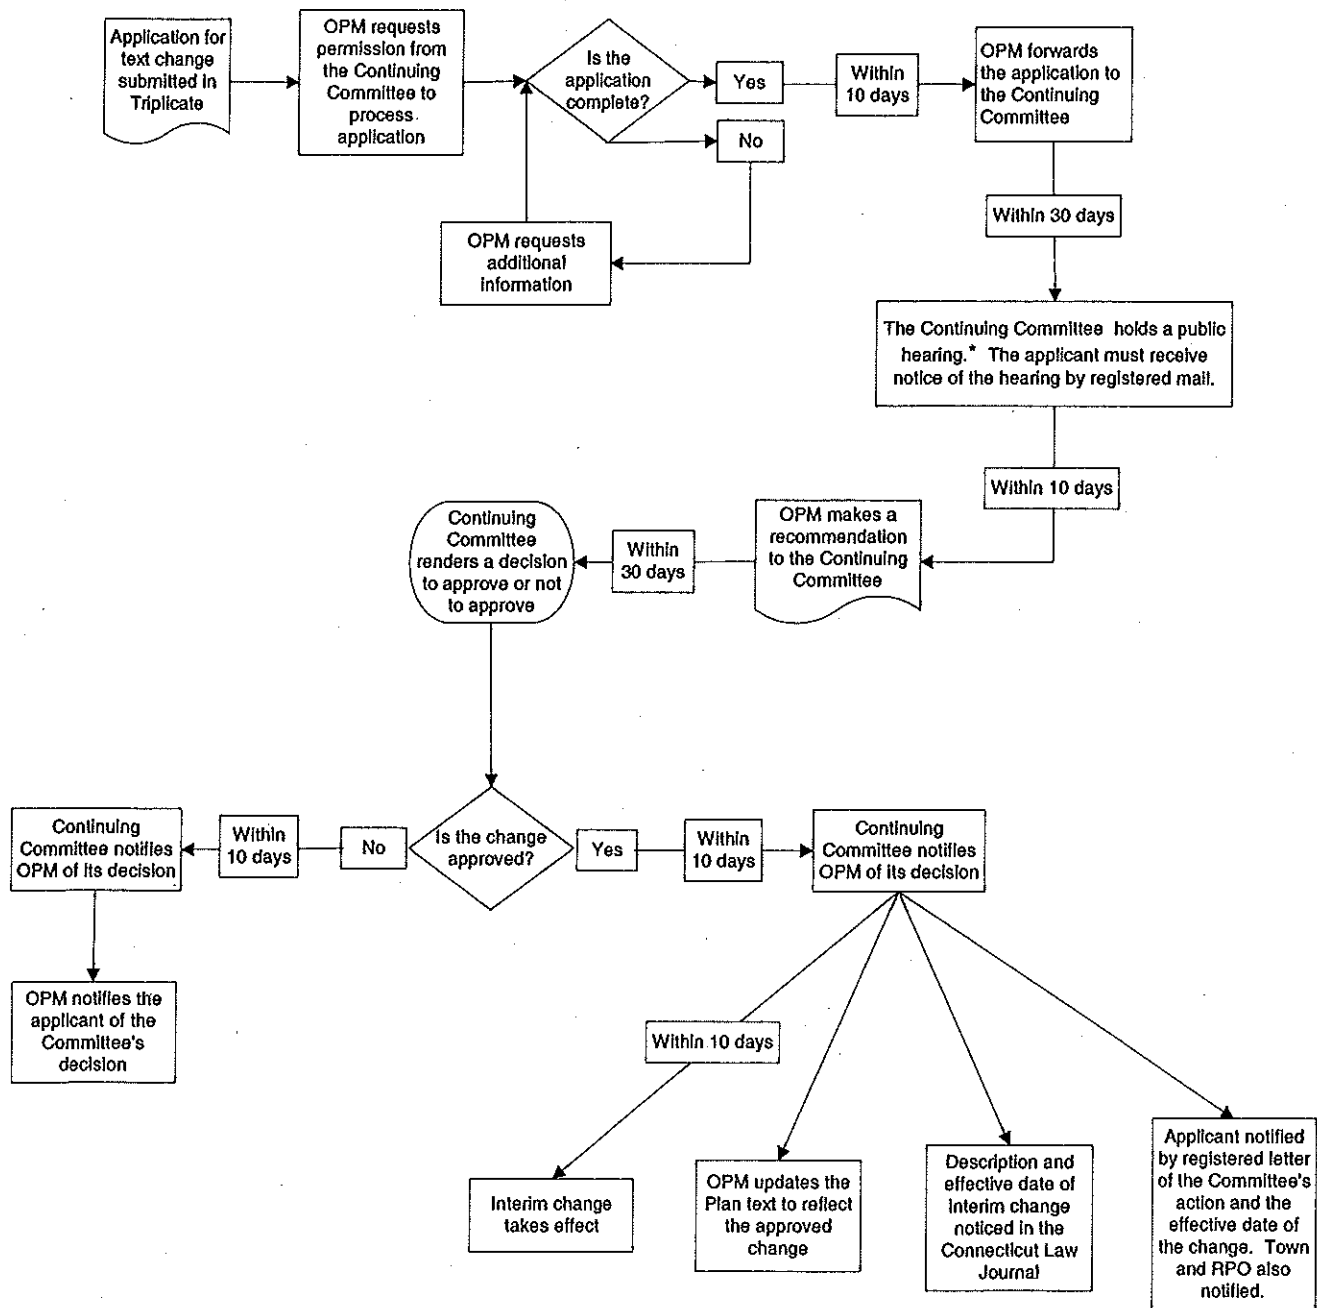 Application for
text change
submitted in
Triplicate
OPM requests
permission from
the Continuing
Committee to
process
application
Is the
application
complete?
Yes
Within
10 days
OPM forwards
the application to
the Continuing
Committee
No
OPM requests
additional
information
Within 30 days
The Continuing Committee holds a public
hearing.* The applicant must receive
notice of the hearing by registered mail.
Within 10 days
OPM makes a
recommendation
to the Continuing
Committee
Within
30 days
Continuing
Committee
renders a decision
to approve or not
to approve
Is the change
approved?
No
Within
10 days
Continuing
Committee notifies
OPM of its decision
OPM notifies the
applicant of the
Committee's
decision
Yes
Within
10 days
Continuing
Committee notifies
OPM of its decision
Within 10 days
Interim change
takes effect
OPM updates the
Plan text to reflect
the approved
change
Description and
effective date of
interim change
noticed in the
Connecticut Law
Journal
Applicant notified
by registered letter
of the Committee's
action and the
effective date of
the change. Town
and RPO also
notified.